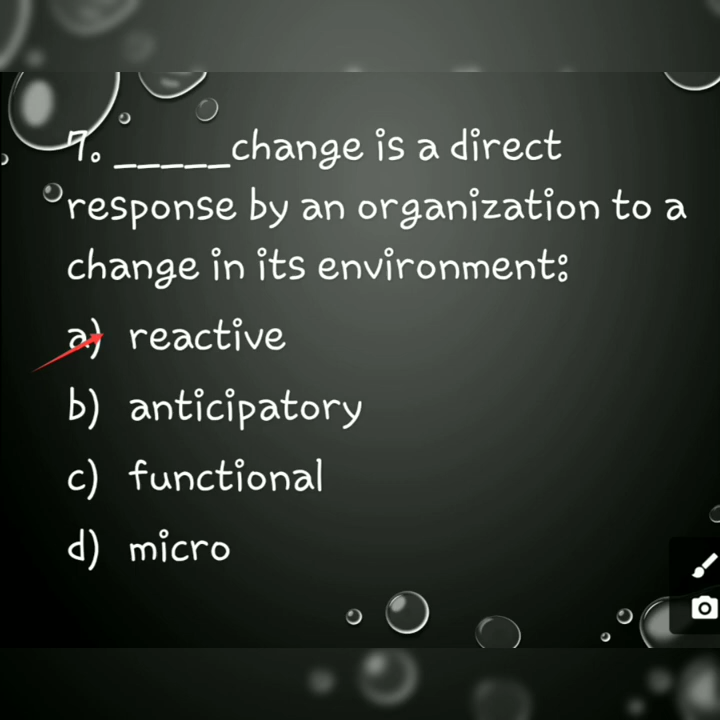 7. _____change is a direct
response by an organization to a
change in its environment:
a) reactive
b) anticipatory
c) functional
d) micro